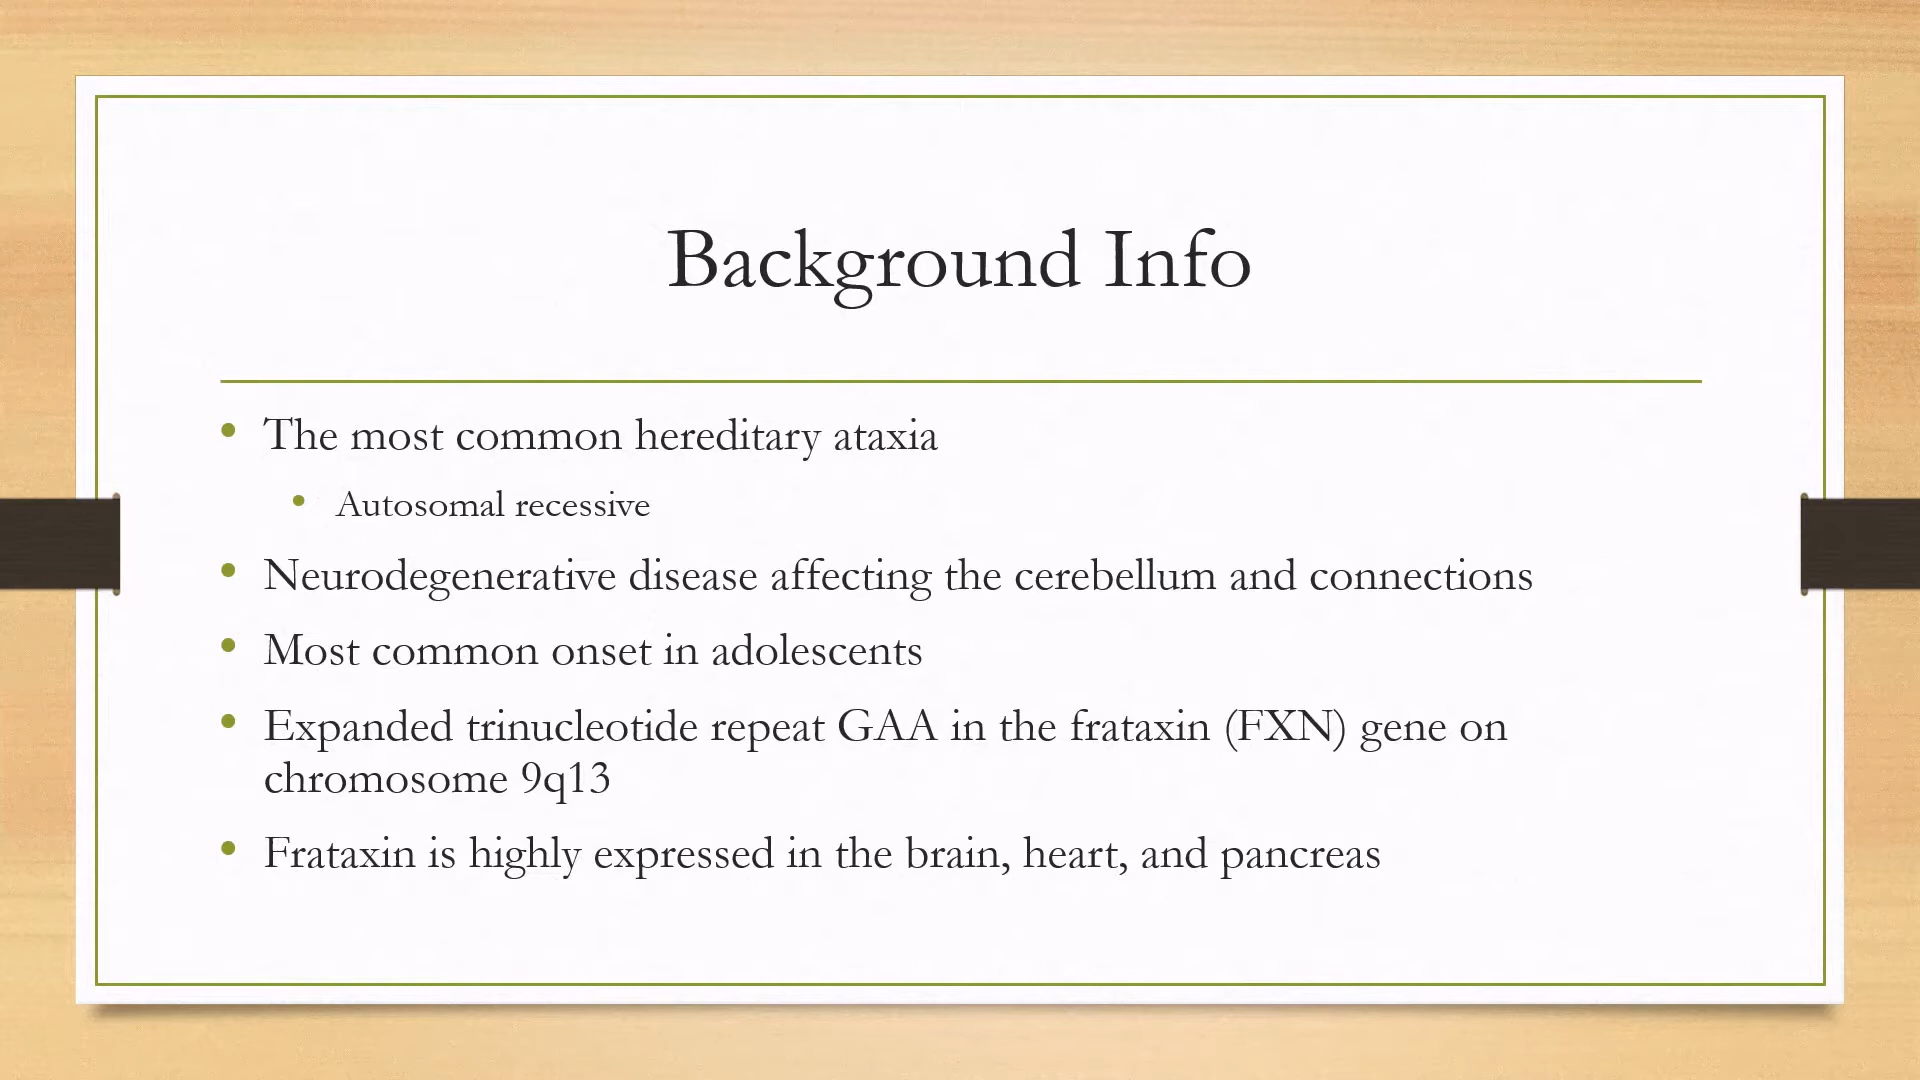 Background Info
• The most common hereditary ataxia
• Autosomal recessive
• Neurodegenerative disease affecting the cerebellum and connections
• Most common onset in adolescents
• Expanded trinucleotide repeat GAA in the frataxin (FXN) gene on
chromosome 9q13
• Frataxin is highly expressed in the brain, heart, and pancreas